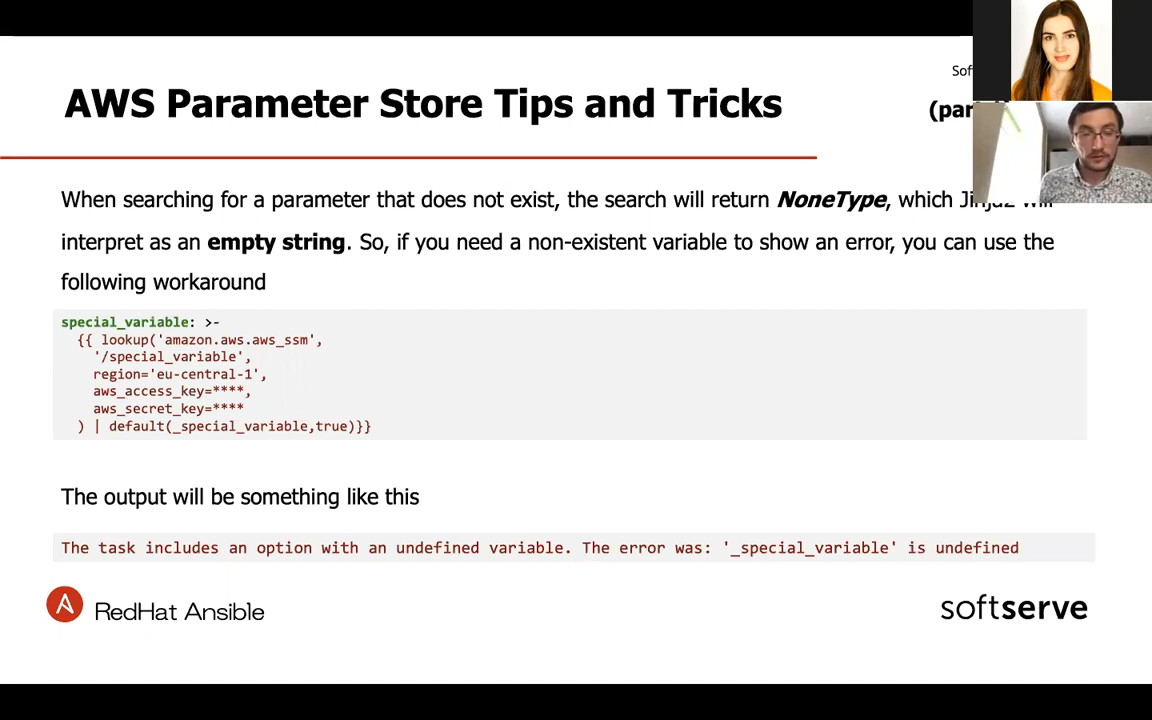 AWS Parameter Store Tips and Tricks
When searching for a parameter that does not exist, the search will return NoneType, which Jinja2 will
interpret as an empty string. So, if you need a non-existent variable to show an error, you can use the
following workaround
special_variable: >-
{{ lookup('amazon.aws.aws_ssm',
'/special_variable',
region='eu-central-1',
aws_access_key=****,
aws_secret_key=****
) | default(_special_variable,true)}}
The output will be something like this
The task includes an option with an undefined variable. The error was: '_special_variable' is undefined
RedHat Ansible
softserve